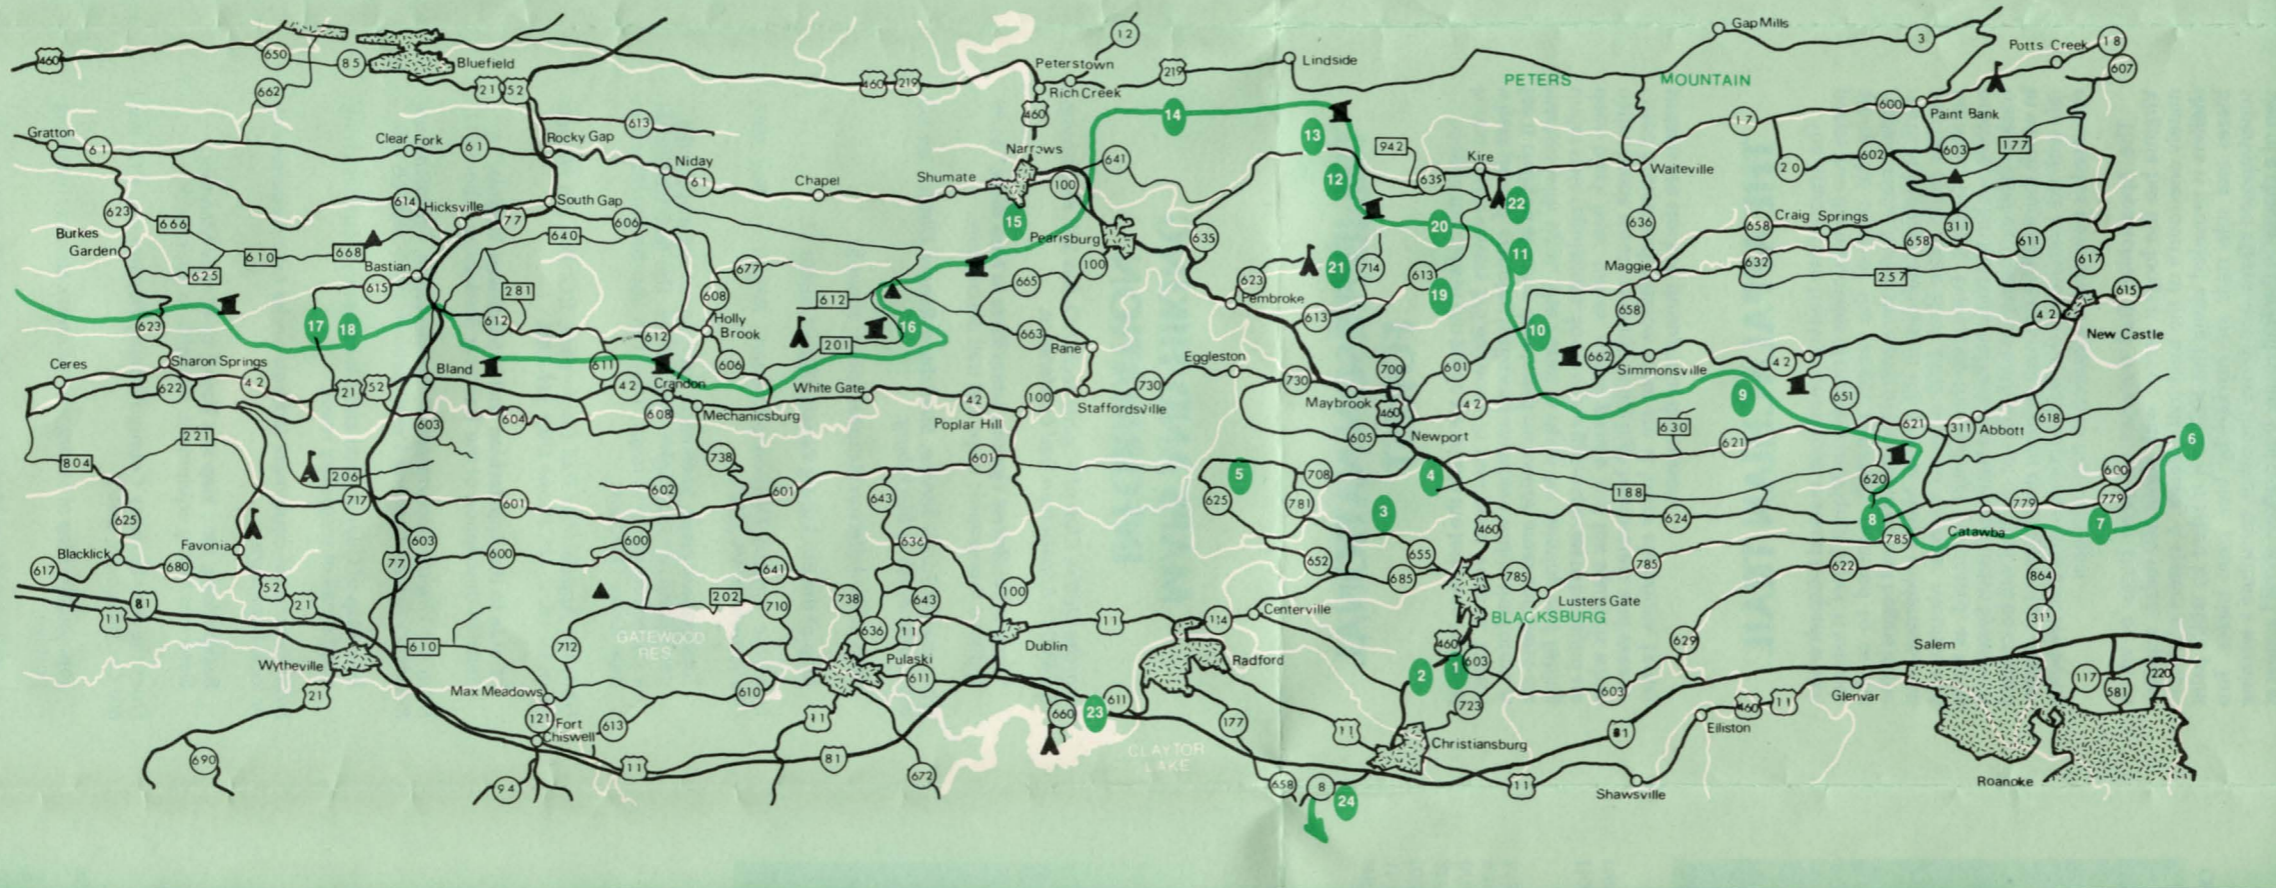 460
650
85
Bluefield
21
52
662
12
Peterstown
219
Lindside
Gap Mills
3
Potts Creek
18
607
460
219
Rich Creek
460
PETERS
MOUNTAIN
600
Paint Bank
17
Gratton
61
Clear Fork
61
Rocky Gap
613
Niday
61
Chapel
Shumate
Narrows
100
641
14
13
942
Kire
635
12
22
Waiteville
20
602
603
177
623
666
614
Hicksville
77
South Gap
606
640
15
Pearisburg
635
20
636
658
Craig Springs
658
311
611
Burkes
Garden
610
668
625
Bastian
615
281
677
608
612
665
100
623
21
714
613
19
11
Maggie
632
257
617
615
Pembroke
658
623
17
18
612
612
Holly
Brook
16
201
663
Bane
613
10
42
New Castle
Ceres
Sharon Springs
622
42
21
52
Bland
611
42
Crandon
606
White Gate
Eggleston
730
730
700
601
662
Simmonsville
42
9
651
603
604
608
Mechanicsburg
42
Poplar Hill
100
Staffordsville
Maybrook
460
42
605
Newport
630
621
621
311
Abbott
618
6
221
804
206
717
738
601
601
601
602
643
5
708
4
188
620
600
625
781
625
3
460
624
8
779
779
7
Favonia
Blacklick
617
680
603
77
600
600
636
652
655
685
785
785
785
Catawba
622
864
52
21
81
11
202
641
710
738
643
100
636
11
11
114
Centerville
Lusters Gate
BLACKSBURG
460
603
629
311
GATEWOOD
RES.
610
712
Wytheville
21
Max Meadows
610
Pulaski
611
Dublin
Radford
2
1
603
Salem
Glenvar
117
581
220
121
Fort
Chiswell
613
11
660
23
611
177
723
11
Christiansburg
81
Elliston
460
11
690
94
11
81
672
CLAYTOR
LAKE
658
8
24
11
Shawsville
Roanoke